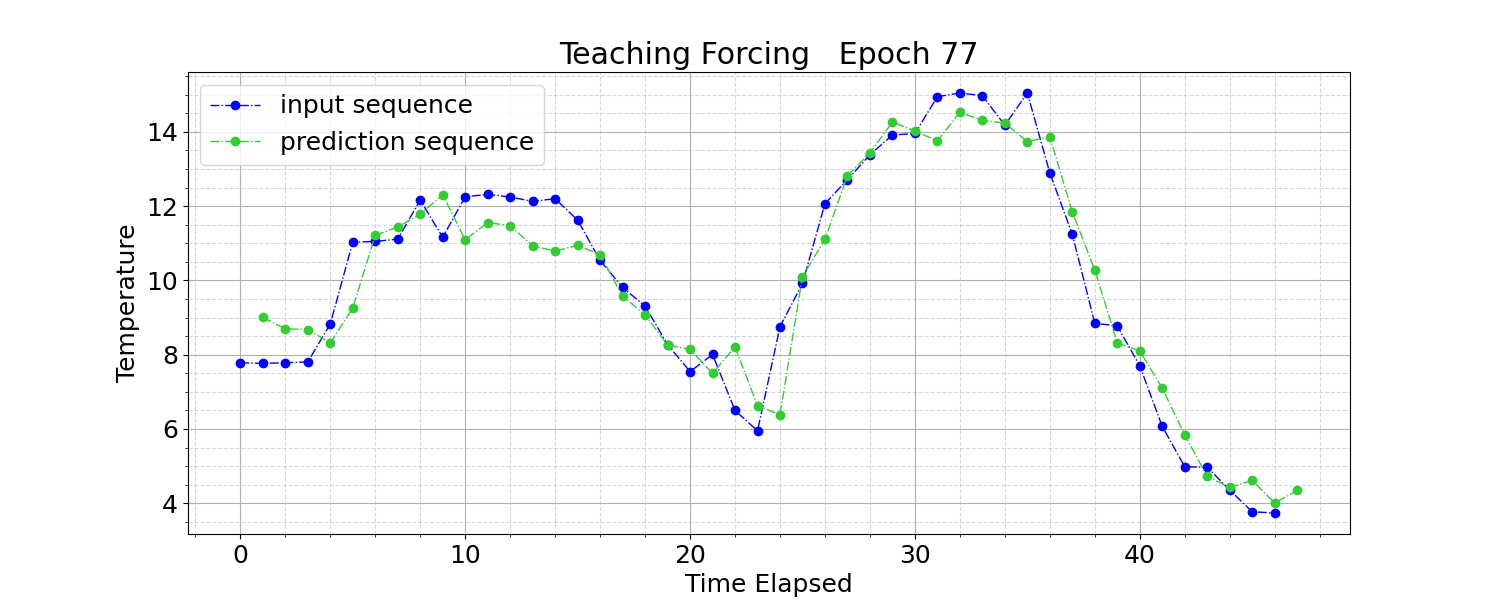 Teaching Forcing   Epoch 77
input sequence
prediction sequence
14
12
10
8
6
4
Temperature
0 10 20 30 40
Time Elapsed